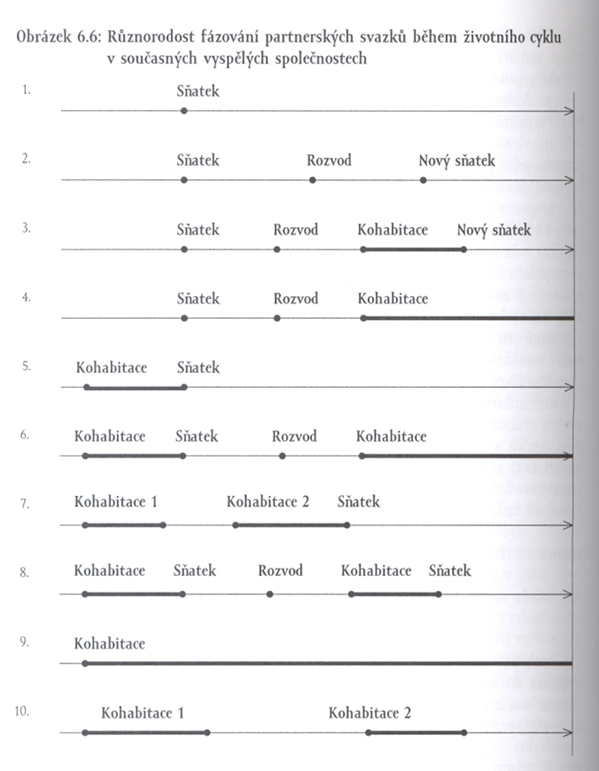 Obrázek 6.6: Různorodost fázování partnerských svazků během životního cyklu
v současných vyspělých společnostech
1. Sňatek
2. Sňatek Rozvod Nový sňatek
3. Sňatek Rozvod Kohabitace Nový sňatek
4. Sňatek Rozvod Kohabitace
5. Kohabitace Sňatek
6. Kohabitace Sňatek Rozvod Kohabitace
7. Kohabitace 1 Kohabitace 2 Sňatek
8. Kohabitace Sňatek Rozvod Kohabitace Sňatek
9. Kohabitace
10. Kohabitace 1 Kohabitace 2